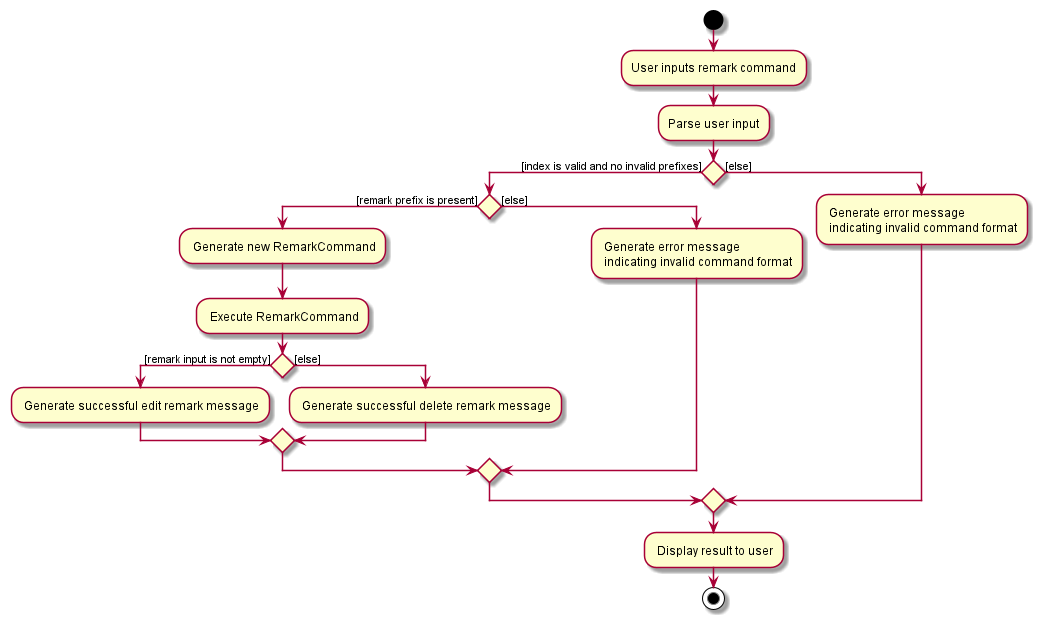 User inputs remark command
Parse user input
[index is valid and no invalid prefixes]
[else]
[remark prefix is present]
[else]
Generate error message
indicating invalid command format
Generate new RemarkCommand
Generate error message
indicating invalid command format
Execute RemarkCommand
[remark input is not empty]
[else]
Generate successful edit remark message
Generate successful delete remark message
Display result to user